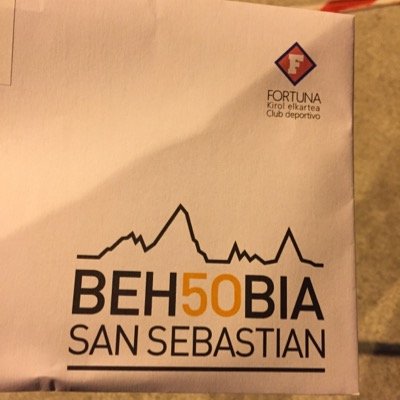 F
FORTUNA
Kirol elkartea
Club deportivo
BEH50BIA
SAN SEBASTIAN